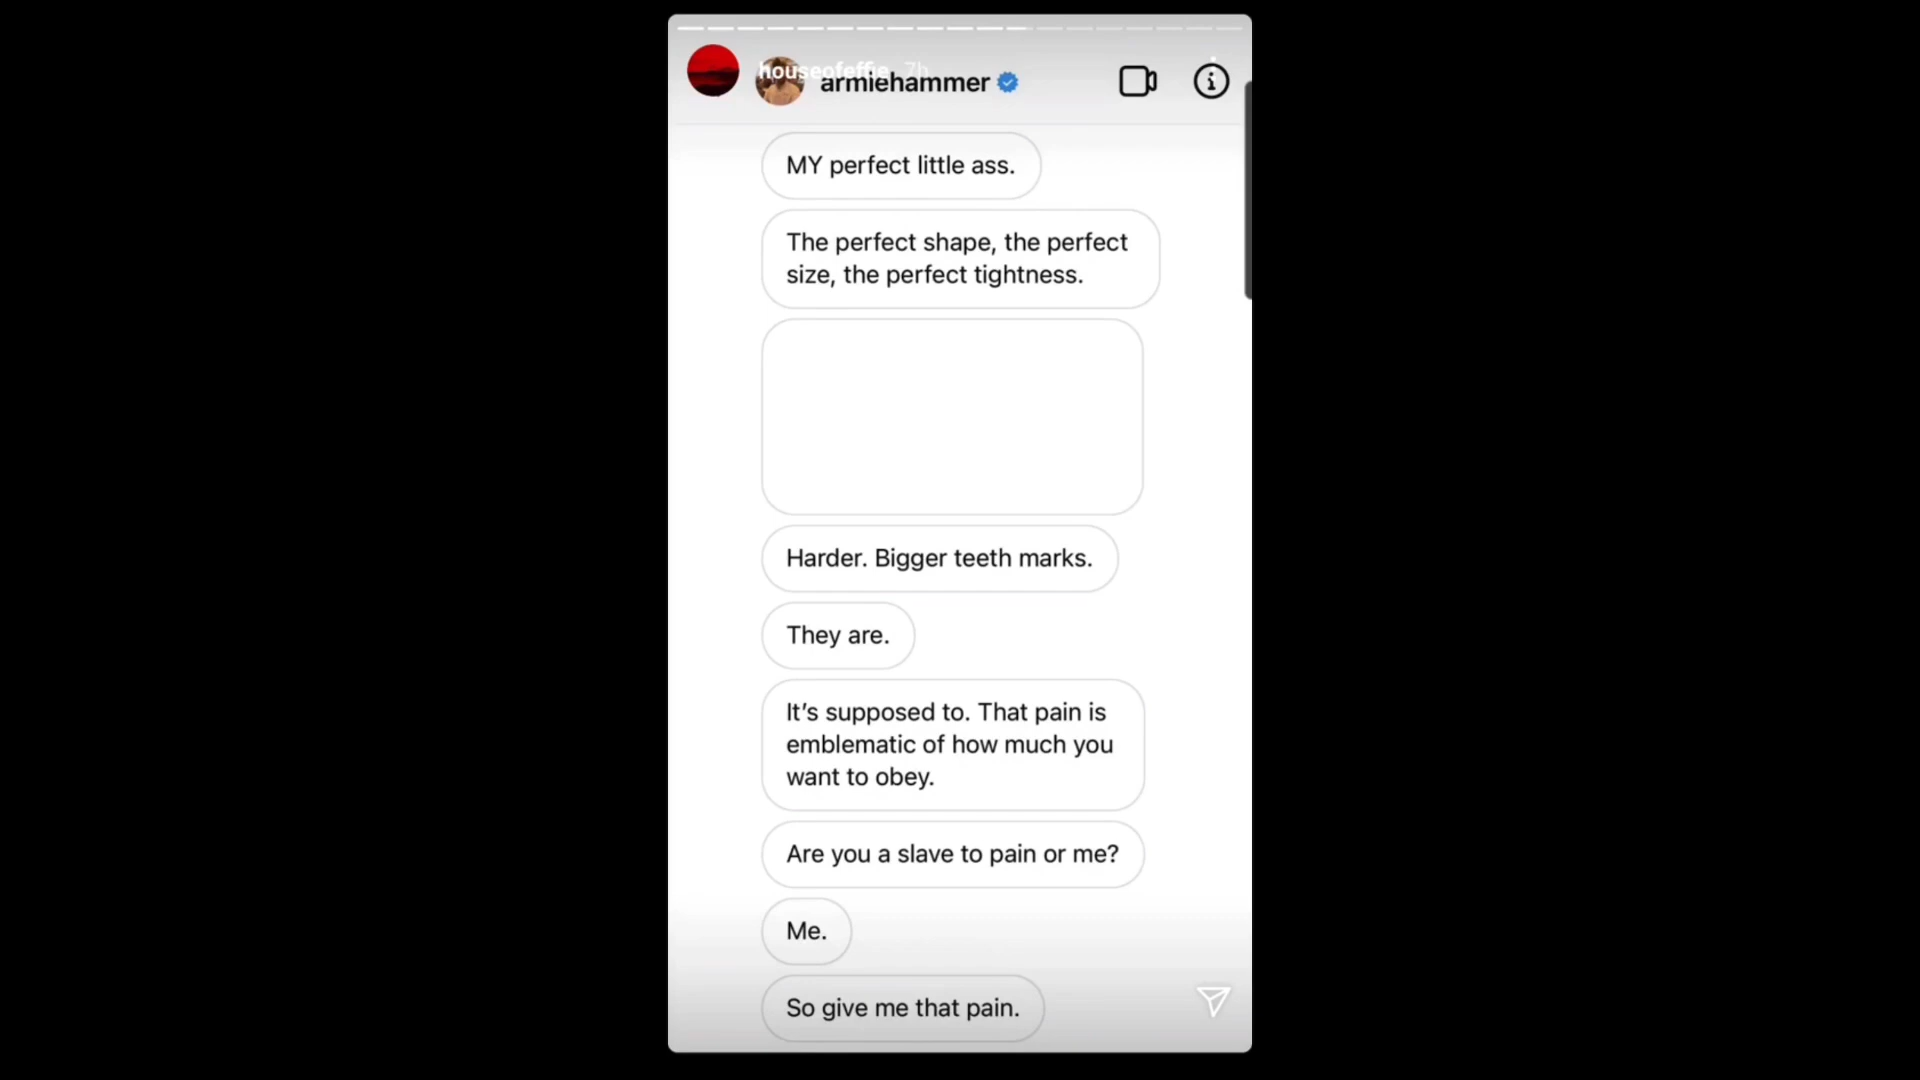 houseofeffie 7h
armiehammer
MY perfect little ass.
The perfect shape, the perfect
size, the perfect tightness.
Harder. Bigger teeth marks.
They are.
It’s supposed to. That pain is
emblematic of how much you
want to obey.
Are you a slave to pain or me?
Me.
So give me that pain.